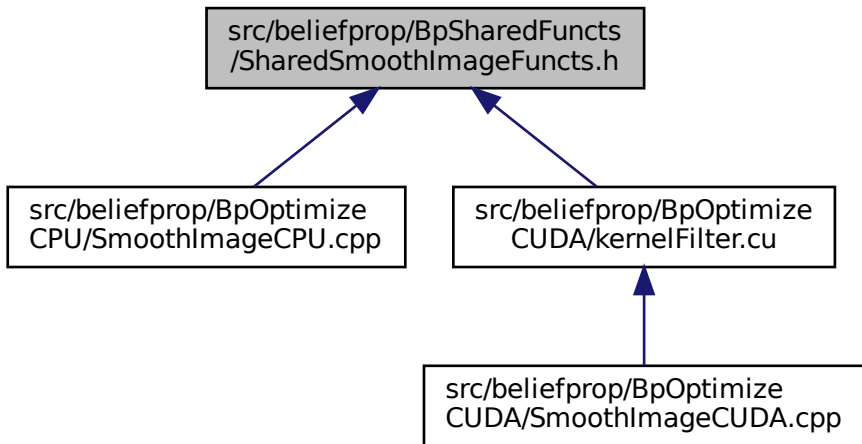 src/beliefprop/BpSharedFuncts
/SharedSmoothImageFuncts.h
src/beliefprop/BpOptimize
CPU/SmoothImageCPU.cpp
src/beliefprop/BpOptimize
CUDA/kernelFilter.cu
src/beliefprop/BpOptimize
CUDA/SmoothImageCUDA.cpp